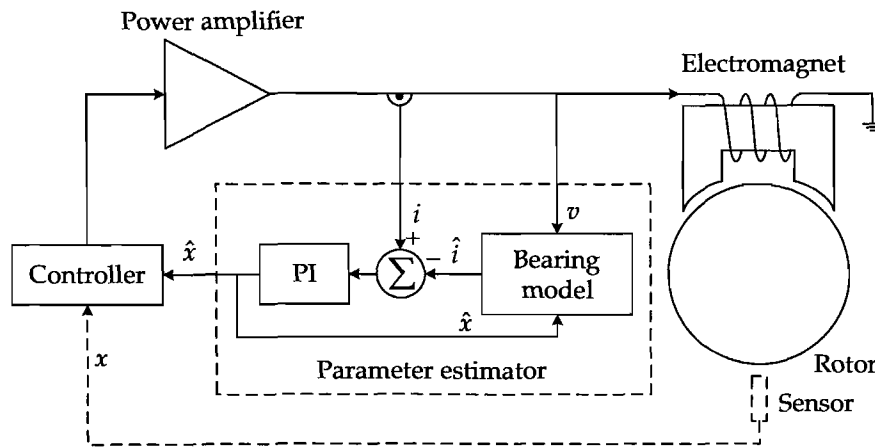 Power amplifier
Electromagnet
i
v
+
x̂
î
−
Controller
PI
Σ
Bearing
model
x̂
x
Parameter estimator
Rotor
Sensor